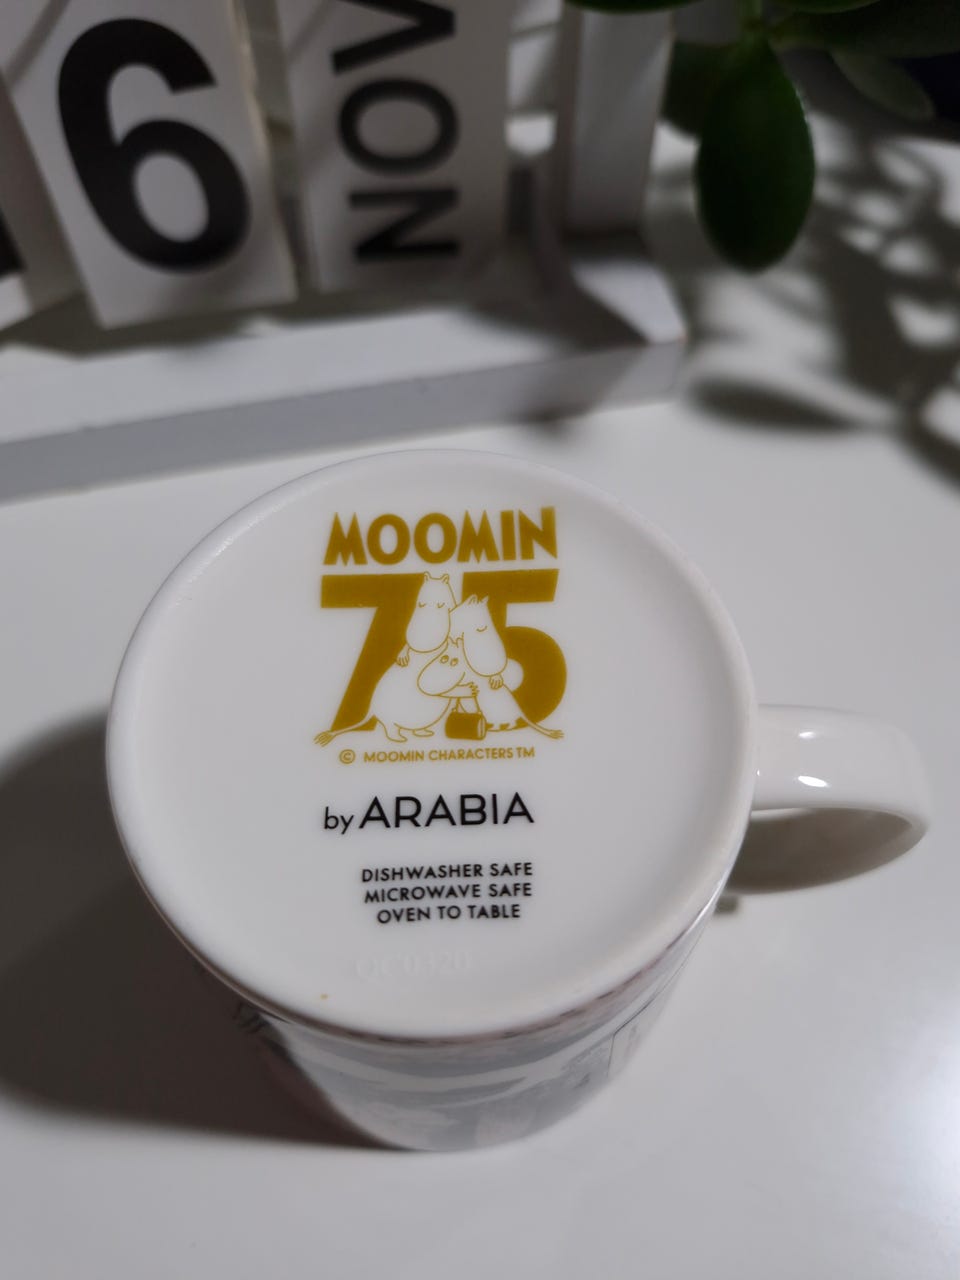 6
NOV
MOOMIN
75
© MOOMIN CHARACTERS TM
by ARABIA
DISHWASHER SAFE
MICROWAVE SAFE
OVEN TO TABLE